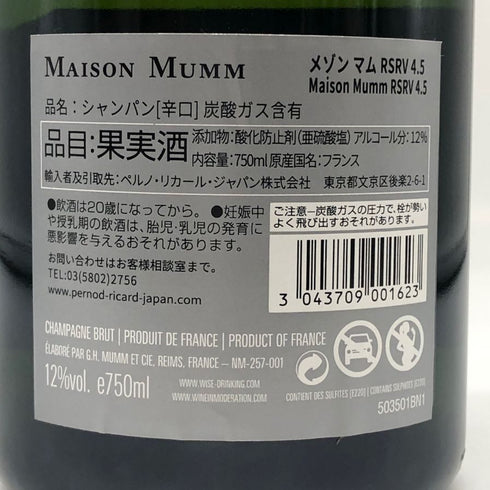 MAISON MUMM
メゾン マム RSRV 4.5
Maison Mumm RSRV 4.5
品名：シャンパン[辛口] 炭酸ガス含有
品目：果実酒
添加物：酸化防止剤（亜硫酸塩） アルコール分：12%
内容量：750ml 原産国名：フランス
輸入者及引取先：ペルノ・リカール・ジャパン株式会社 東京都文京区後楽2-6-1
●飲酒は20歳になってから。●妊娠中
や授乳期の飲酒は、胎児・乳児の発育に
悪影響を与えるおそれがあります。
お問い合わせはお客様相談室まで。
TEL:03(5802)2756
www.pernod-ricard-japan.com
ご注意―炭酸ガスの圧力で、栓が勢い
よく飛び出すおそれがあります。
3 043709 001623
CHAMPAGNE BRUT | PRODUIT DE FRANCE | PRODUCT OF FRANCE
ÉLABORÉ PAR G.H. MUMM ET CIE, REIMS, FRANCE – NM-257-001
12%vol. e750ml
WWW.WISE-DRINKING.COM
WWW.WINEINMODERATION.COM
CONTIENT DES SULFITES [E220] | CONTAINS SULPHITES [E220]
503501BN1